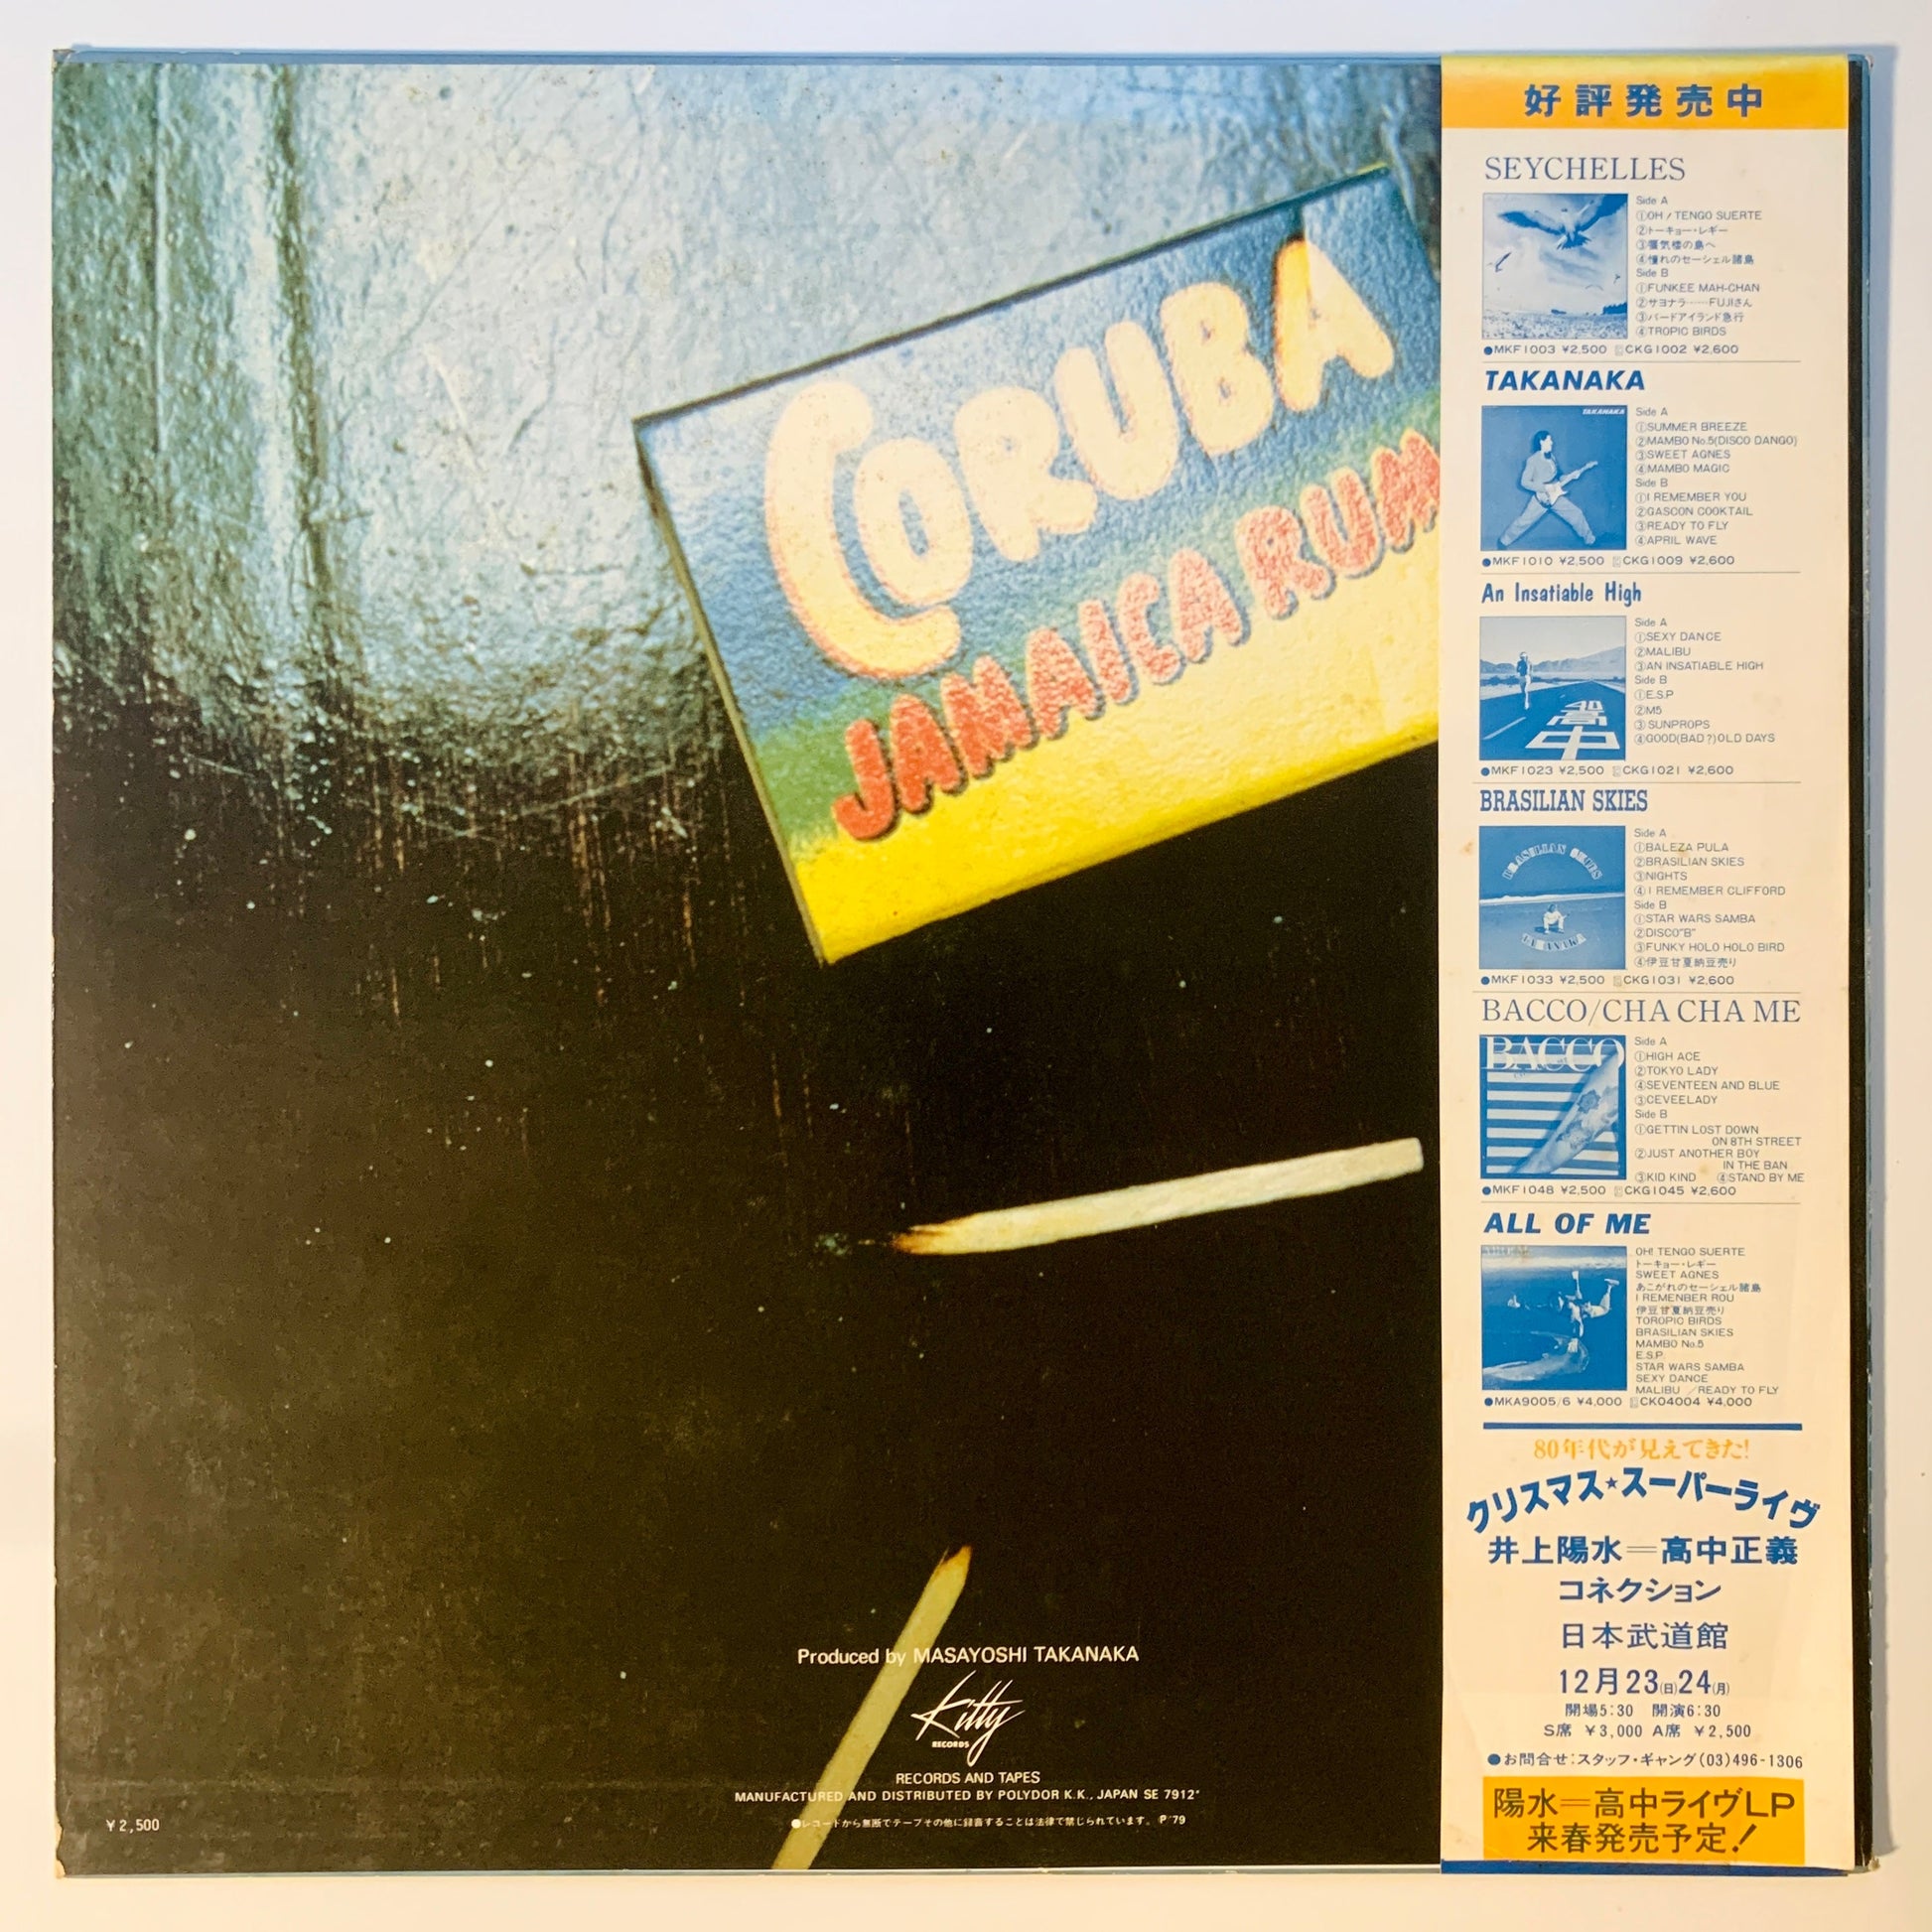 CORUBA
JAMAICA RUM
Produced by MASAYOSHI TAKANAKA
Kitty
RECORDS
RECORDS AND TAPES
MANUFACTURED AND DISTRIBUTED BY POLYDOR K.K., JAPAN SE 7912*
●レコードから無断でテープその他に録音することは法律で禁じられています。 ℗'79
¥2,500
好評発売中
SEYCHELLES
Side A
①OH! TENGO SUERTE
②トーキョー・レギー
③蜃気楼の島へ
④憧れのセーシェル諸島
Side B
①FUNKEE MAH-CHAN
②サヨナラ……FUJIさん
③バードアイランド急行
④TROPIC BIRDS
●MKF1003 ¥2,500 CKG1002 ¥2,600
TAKANAKA
TAKANAKA
Side A
①SUMMER BREEZE
②MAMBO No.5(DISCO DANGO)
③SWEET AGNES
④MAMBO MAGIC
Side B
①I REMEMBER YOU
②GASCON COOKTAIL
③READY TO FLY
④APRIL WAVE
●MKF1010 ¥2,500 CKG1009 ¥2,600
An Insatiable High
高中
Side A
①SEXY DANCE
②MALIBU
③AN INSATIABLE HIGH
Side B
①E.S.P
②M5
③SUNPROPS
④GOOD(BAD?)OLD DAYS
●MKF1023 ¥2,500 CKG1021 ¥2,600
BRASILIAN SKIES
BRASILIAN SKIES
TAKANAKA
Side A
①BALEZA PULA
②BRASILIAN SKIES
③NIGHTS
④I REMEMBER CLIFFORD
Side B
①STAR WARS SAMBA
②DISCO"B"
③FUNKY HOLO HOLO BIRD
④伊豆甘夏納豆売り
●MKF1033 ¥2,500 CKG1031 ¥2,600
BACCO/CHA CHA ME
BACCO
Side A
①HIGH ACE
②TOKYO LADY
④SEVENTEEN AND BLUE
③CEVEELADY
Side B
①GETTIN LOST DOWN
ON 8TH STREET
②JUST ANOTHER BOY
IN THE BAN
③KID KIND ④STAND BY ME
●MKF1048 ¥2,500 CKG1045 ¥2,600
ALL OF ME
OH! TENGO SUERTE
トーキョー・レギー
SWEET AGNES
あこがれのセーシェル諸島
I REMENBER ROU
伊豆甘夏納豆売り
TOROPIC BIRDS
BRASILIAN SKIES
MAMBO No.5
E.S.P.
STAR WARS SAMBA
SEXY DANCE
MALIBU /READY TO FLY
●MKA9005/6 ¥4,000 CK04004 ¥4,000
80年代が見えてきた!
クリスマス★スーパーライヴ
井上陽水=高中正義
コネクション
日本武道館
12月23(日)24(月)
開場5:30 開演6:30
S席 ¥3,000 A席 ¥2,500
●お問合せ:スタッフ・ギャング(03)496-1306
陽水=高中ライヴLP
来春発売予定!